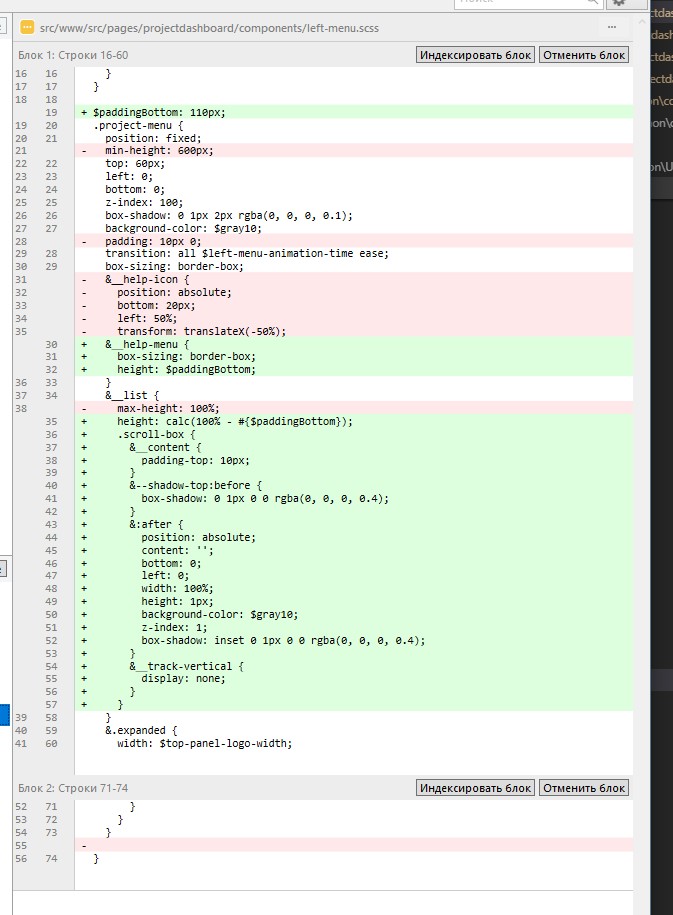 src/www/src/pages/projectdashboard/components/left-menu.scss
...
Блок 1: Строки 16-60
Индексировать блок
Отменить блок
16 16 }
17 17 }
18 18
19 + $paddingBottom: 110px;
19 20 .project-menu {
20 21 position: fixed;
21 - min-height: 600px;
22 22 top: 60px;
23 23 left: 0;
24 24 bottom: 0;
25 25 z-index: 100;
26 26 box-shadow: 0 1px 2px rgba(0, 0, 0, 0.1);
27 27 background-color: $gray10;
28 - padding: 10px 0;
29 28 transition: all $left-menu-animation-time ease;
30 29 box-sizing: border-box;
31 - &__help-icon {
32 - position: absolute;
33 - bottom: 20px;
34 - left: 50%;
35 - transform: translateX(-50%);
30 + &__help-menu {
31 + box-sizing: border-box;
32 + height: $paddingBottom;
36 33 }
37 34 &__list {
38 - max-height: 100%;
35 + height: calc(100% - #{$paddingBottom});
36 + .scroll-box {
37 + &__content {
38 + padding-top: 10px;
39 + }
40 + &--shadow-top:before {
41 + box-shadow: 0 1px 0 0 rgba(0, 0, 0, 0.4);
42 + }
43 + &:after {
44 + position: absolute;
45 + content: '';
46 + bottom: 0;
47 + left: 0;
48 + width: 100%;
49 + height: 1px;
50 + background-color: $gray10;
51 + z-index: 1;
52 + box-shadow: inset 0 1px 0 0 rgba(0, 0, 0, 0.4);
53 + }
54 + &__track-vertical {
55 + display: none;
56 + }
57 + }
39 58 }
40 59 &.expanded {
41 60 width: $top-panel-logo-width;
Блок 2: Строки 71-74
Индексировать блок
Отменить блок
52 71 }
53 72 }
54 73 }
55 -
56 74 }